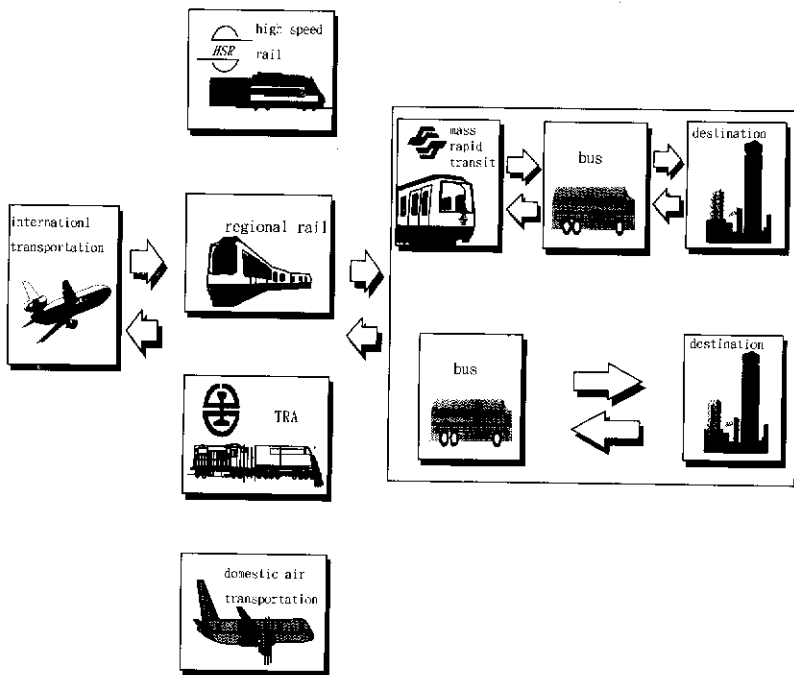 high speed
HSR
rail
internationl
transportation
regional rail
TRA
domestic air
transportation
mass
rapid
transit
bus
destination
bus
destination